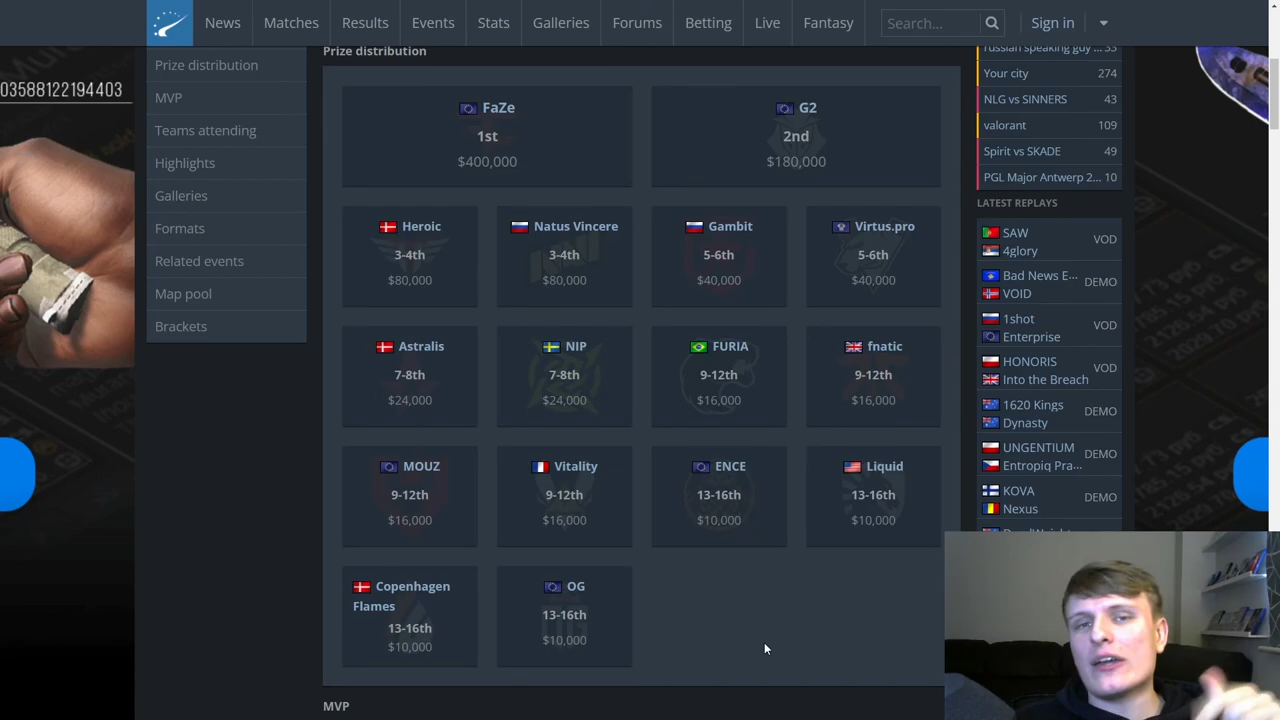 News
Matches
Results
Events
Stats
Galleries
Forums
Betting
Live
Fantasy
Search...
Sign in
03588122194403
Prize distribution
MVP
Teams attending
Highlights
Galleries
Formats
Related events
Map pool
Brackets
Prize distribution
FaZe
1st
$400,000
G2
2nd
$180,000
Heroic
3-4th
$80,000
Natus Vincere
3-4th
$80,000
Gambit
5-6th
$40,000
Virtus.pro
5-6th
$40,000
Astralis
7-8th
$24,000
NIP
7-8th
$24,000
FURIA
9-12th
$16,000
fnatic
9-12th
$16,000
MOUZ
9-12th
$16,000
Vitality
9-12th
$16,000
ENCE
13-16th
$10,000
Liquid
13-16th
$10,000
Copenhagen
Flames
13-16th
$10,000
OG
13-16th
$10,000
MVP
russian speaking guy ... 33
Your city 274
NLG vs SINNERS 43
valorant 109
Spirit vs SKADE 49
PGL Major Antwerp 2... 10
LATEST REPLAYS
SAW
4glory
VOD
Bad News E...
VOID
DEMO
1shot
Enterprise
VOD
HONORIS
Into the Breach
VOD
1620 Kings
Dynasty
DEMO
UNGENTIUM
Entropiq Pra...
DEMO
KOVA
Nexus
DEMO